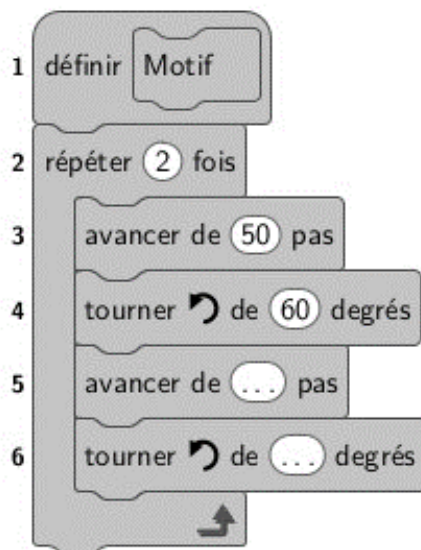 1 définir Motif
2 répéter 2 fois
3 avancer de 50 pas
4 tourner de 60 degrés
5 avancer de ... pas
6 tourner de ... degrés